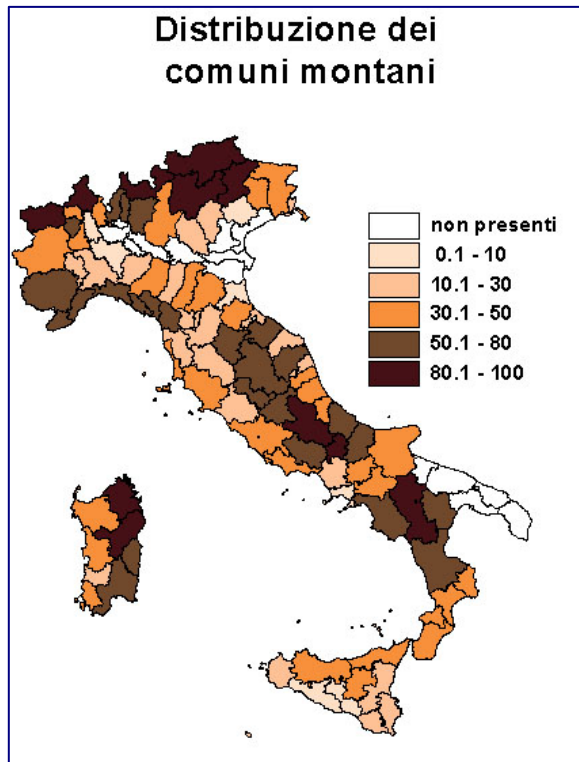 Distribuzione dei
comuni montani
non presenti
0.1 - 10
10.1 - 30
30.1 - 50
50.1 - 80
80.1 - 100